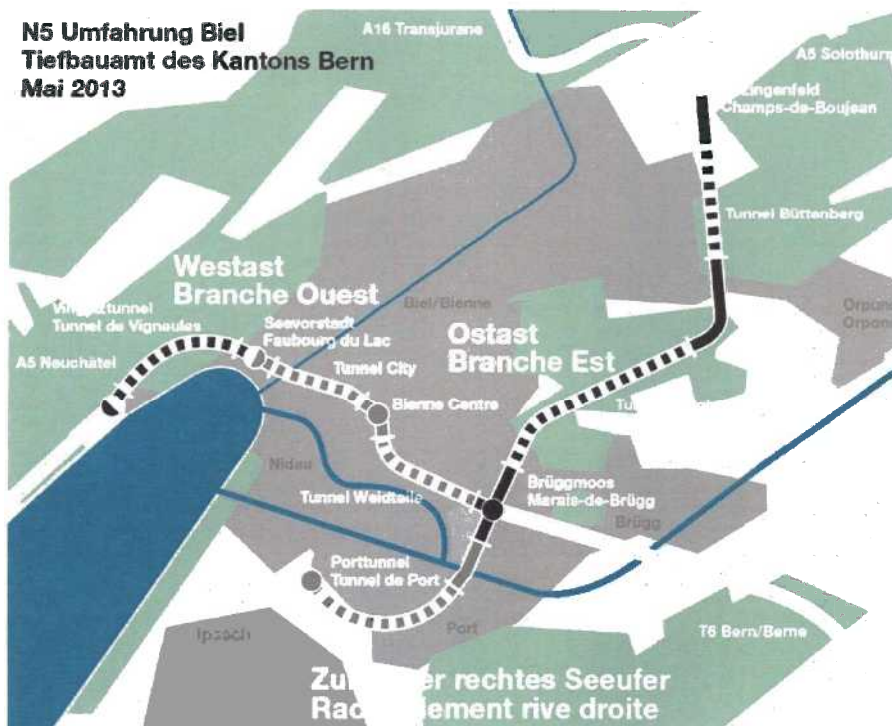 N5 Umfahrung Biel
Tiefbauamt des Kantons Bern
Mai 2013
A16 Transjurane
A5 Solothurn
Champs-de-Boujean
Tunnel Büttenberg
Westast
Branche Ouest
Tunnel de Vigneules
A5 Neuchâtel
Seevorstadt
Faubourg du Lac
Biel/Bienne
Tunnel City
Bienne Centre
Ostast
Branche Est
Nidau
Tunnel Weidteile
Brüggmoos
Marais-de-Brügg
Brügg
Porttunnel
Tunnel de Port
Port
Ipsach
T6 Bern/Berne
rechtes Seeufer
rive droite